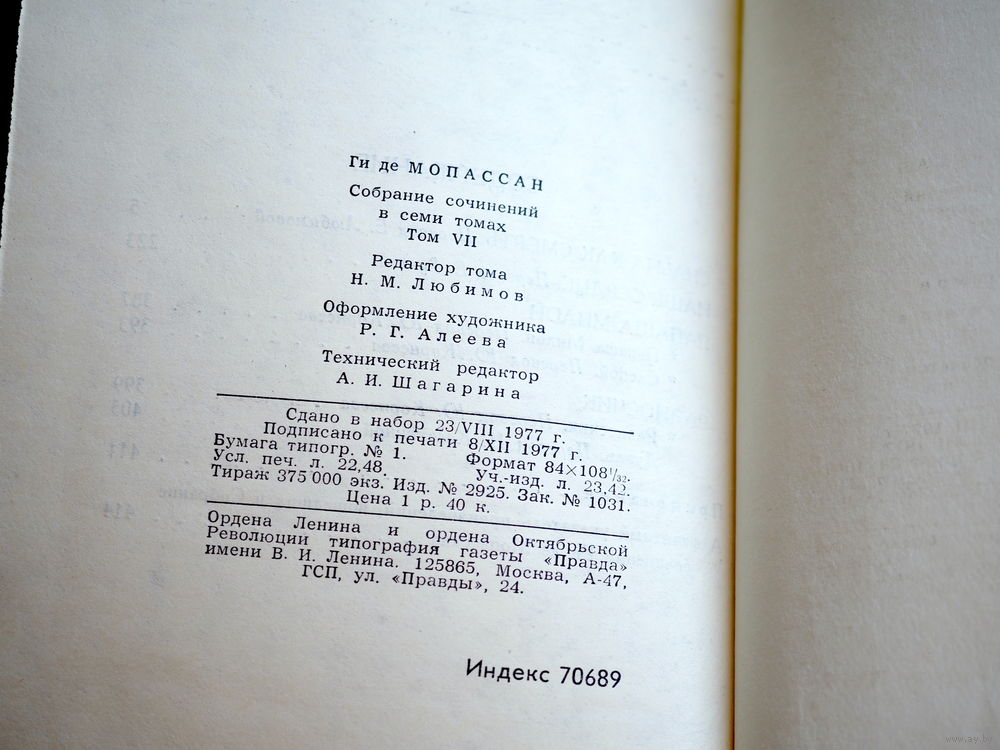 Ги де МОПАССАН
Собрание сочинений
в семи томах
Том VII
Редактор тома
Н. М. Любимов
Оформление художника
Р. Г. Алеева
Технический редактор
А. И. Шагарина
Сдано в набор 23/VIII 1977 г.
Подписано к печати 8/XII 1977 г.
Бумага типогр. № 1. Формат 84×108¹/₃₂.
Усл. печ. л. 22,48. Уч.-изд. л. 23,42.
Тираж 375 000 экз. Изд. № 2925. Зак. № 1031.
Цена 1 р. 40 к.
Ордена Ленина и ордена Октябрьской
Революции типография газеты «Правда»
имени В. И. Ленина. 125865, Москва, А-47,
ГСП, ул. «Правды», 24.
Индекс 70689
www.ay.by